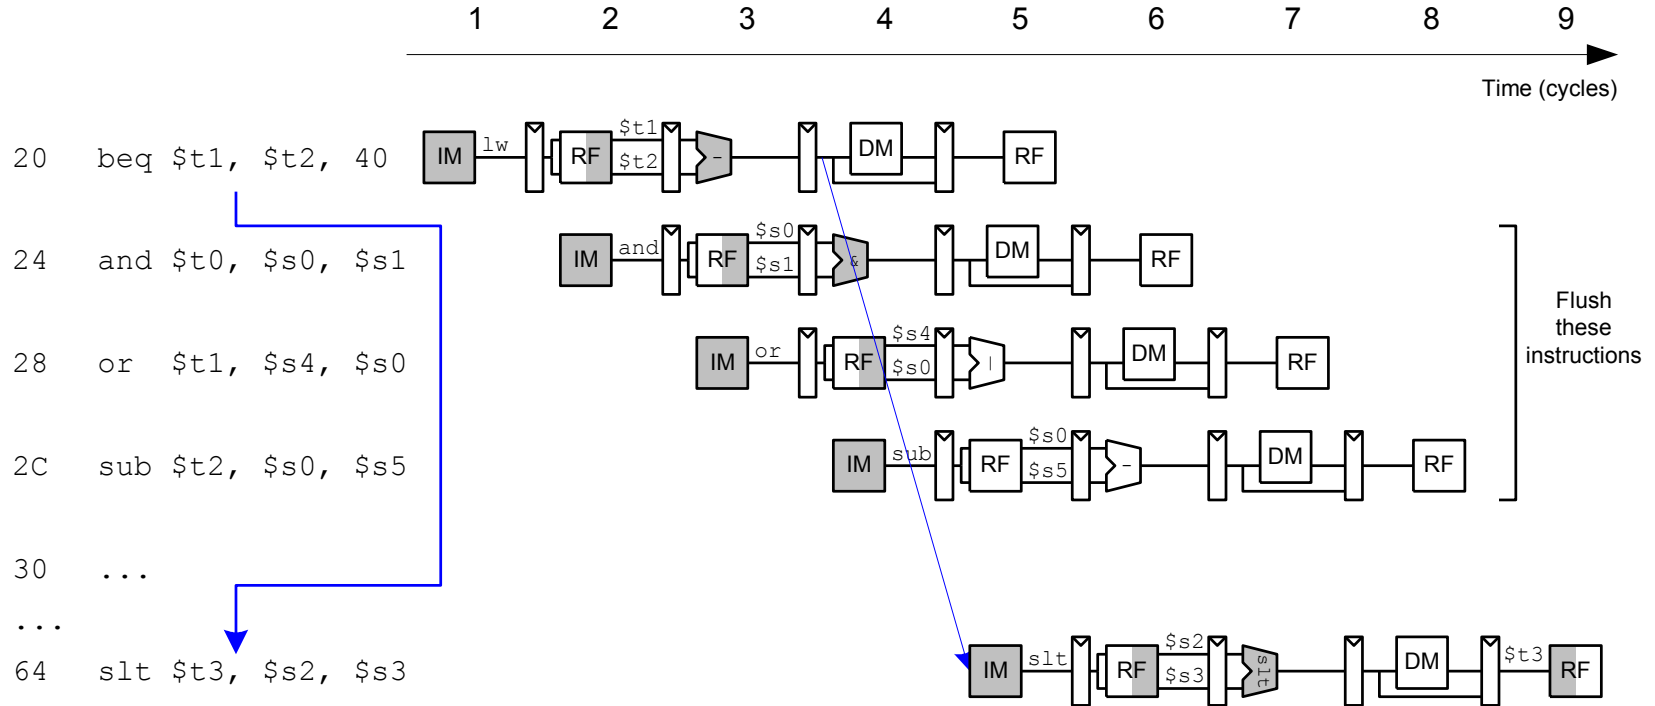 1 2 3 4 5 6 7 8 9
Time (cycles)
20 beq $t1, $t2, 40 IM lw RF $t1 $t2 - DM RF
24 and $t0, $s0, $s1 IM and RF $s0 $s1 & DM RF
28 or $t1, $s4, $s0 IM or RF $s4 $s0 | DM RF
2C sub $t2, $s0, $s5 IM sub RF $s0 $s5 - DM RF
Flush
these
instructions
30 ...
...
64 slt $t3, $s2, $s3 IM slt RF $s2 $s3 slt DM $t3 RF